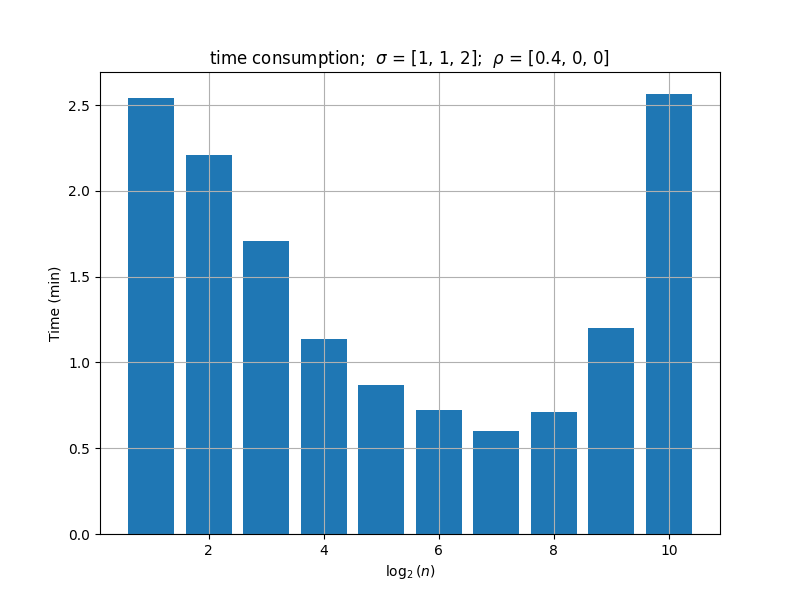 time consumption; σ = [1, 1, 2]; ρ = [0.4, 0, 0]
Time (min)
2.5
2.0
1.5
1.0
0.5
0.0
2 4 6 8 10
log₂(n)